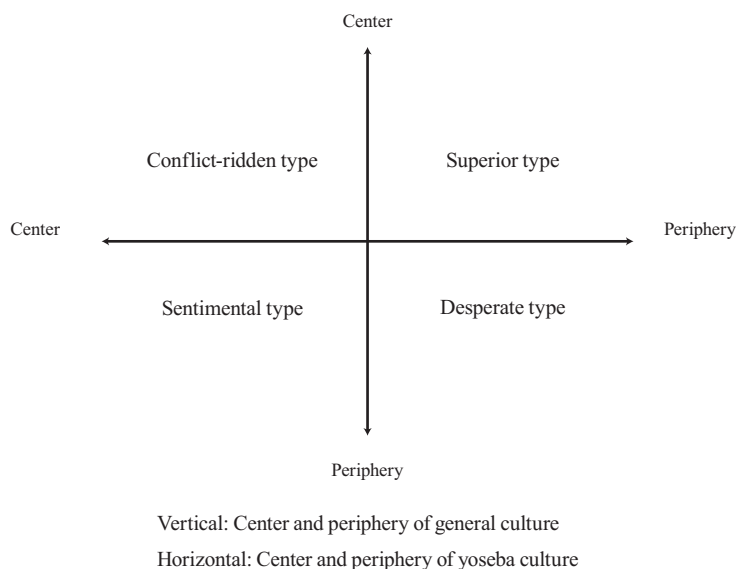 Center
Conflict-ridden type
Superior type
Center
Periphery
Sentimental type
Desperate type
Periphery
Vertical: Center and periphery of general culture
Horizontal: Center and periphery of yoseba culture